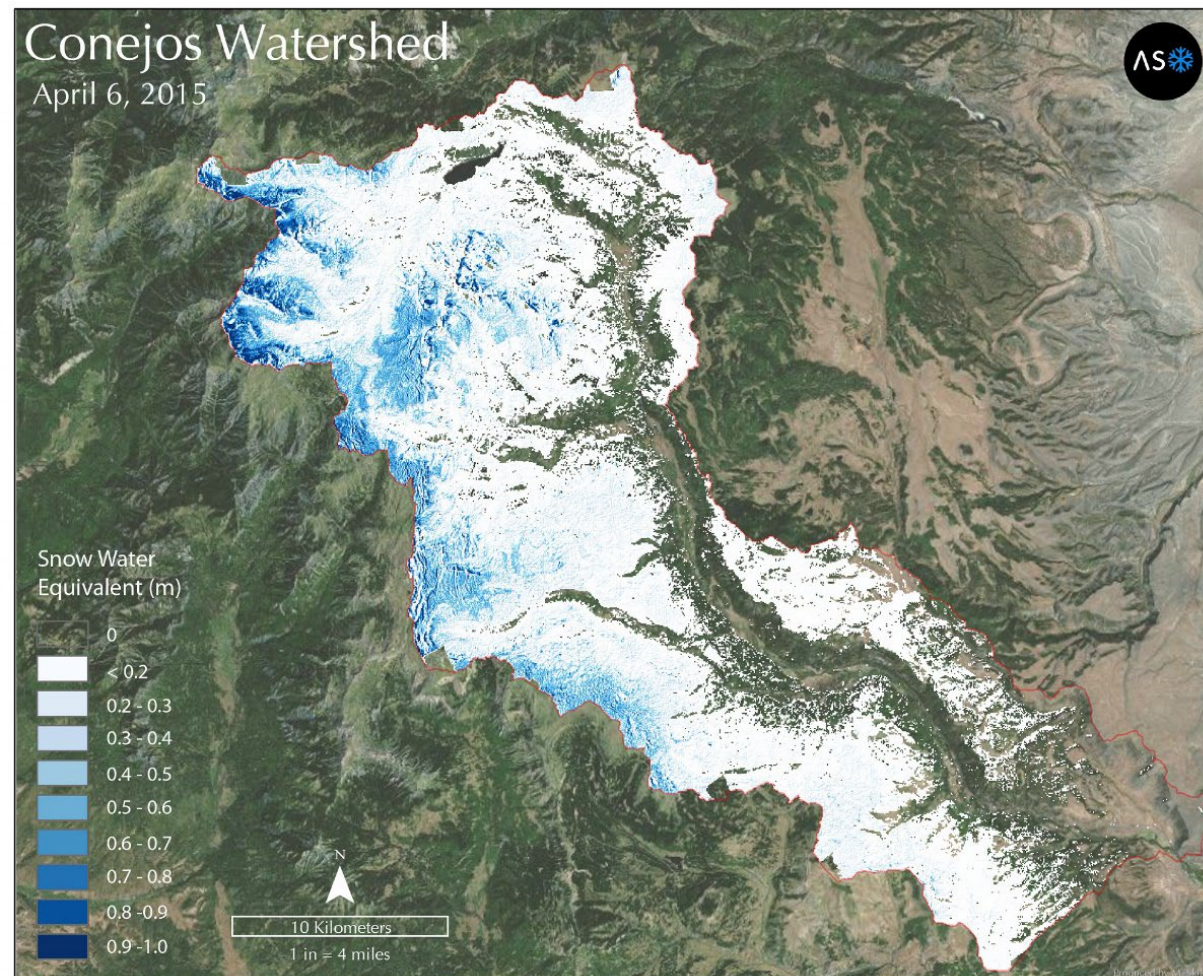 Conejos Watershed
April 6, 2015
ASO
Snow Water
Equivalent (m)
0
< 0.2
0.2 - 0.3
0.3 - 0.4
0.4 - 0.5
0.5 - 0.6
0.6 - 0.7
0.7 - 0.8
0.8 -0.9
0.9 -1.0
N
10 Kilometers
1 in = 4 miles